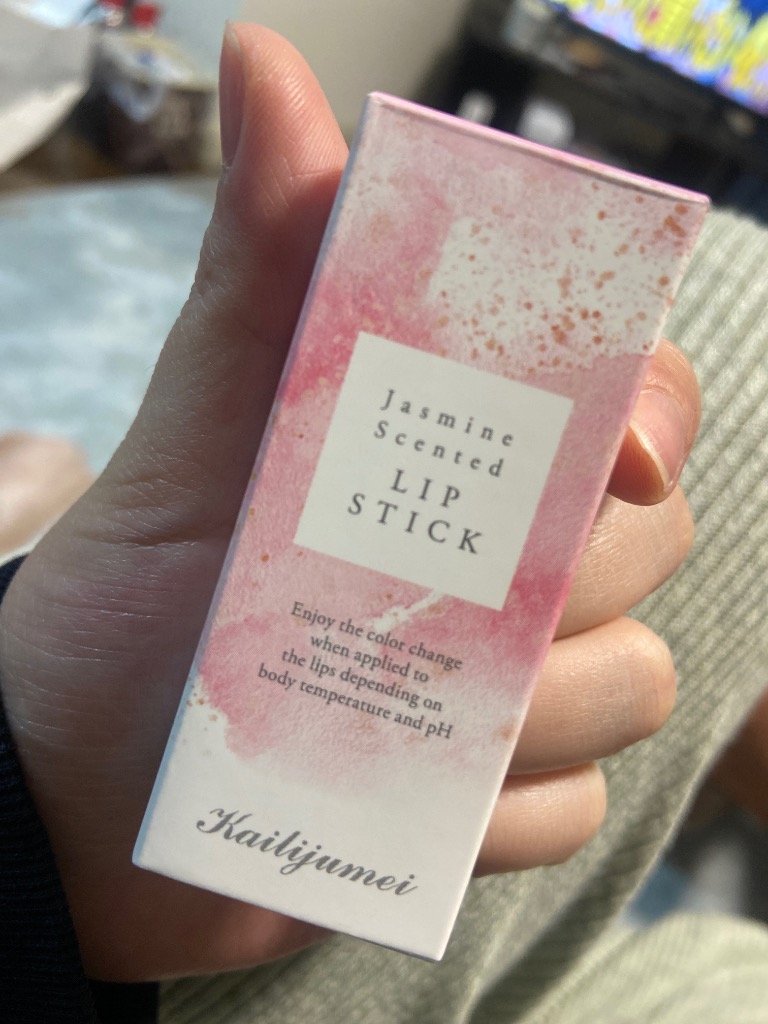 Jasmine
Scented
LIP
STICK
Enjoy the color change
when applied to
the lips depending on
body temperature and pH
Kailijumei